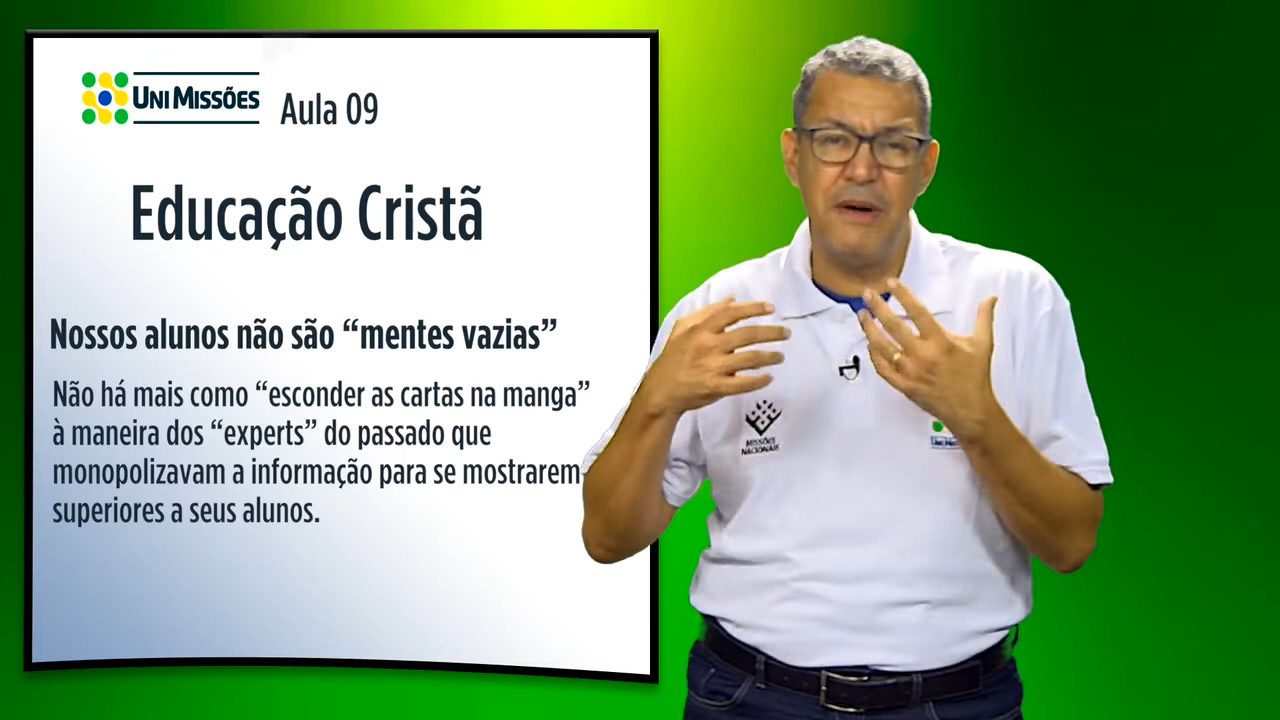 UNI MISSÕES
Aula 09
Educação Cristã
Nossos alunos não são “mentes vazias”
Não há mais como “esconder as cartas na manga”
à maneira dos “experts” do passado que
monopolizavam a informação para se mostrarem
superiores a seus alunos.
MISSÕES
NACIONAIS